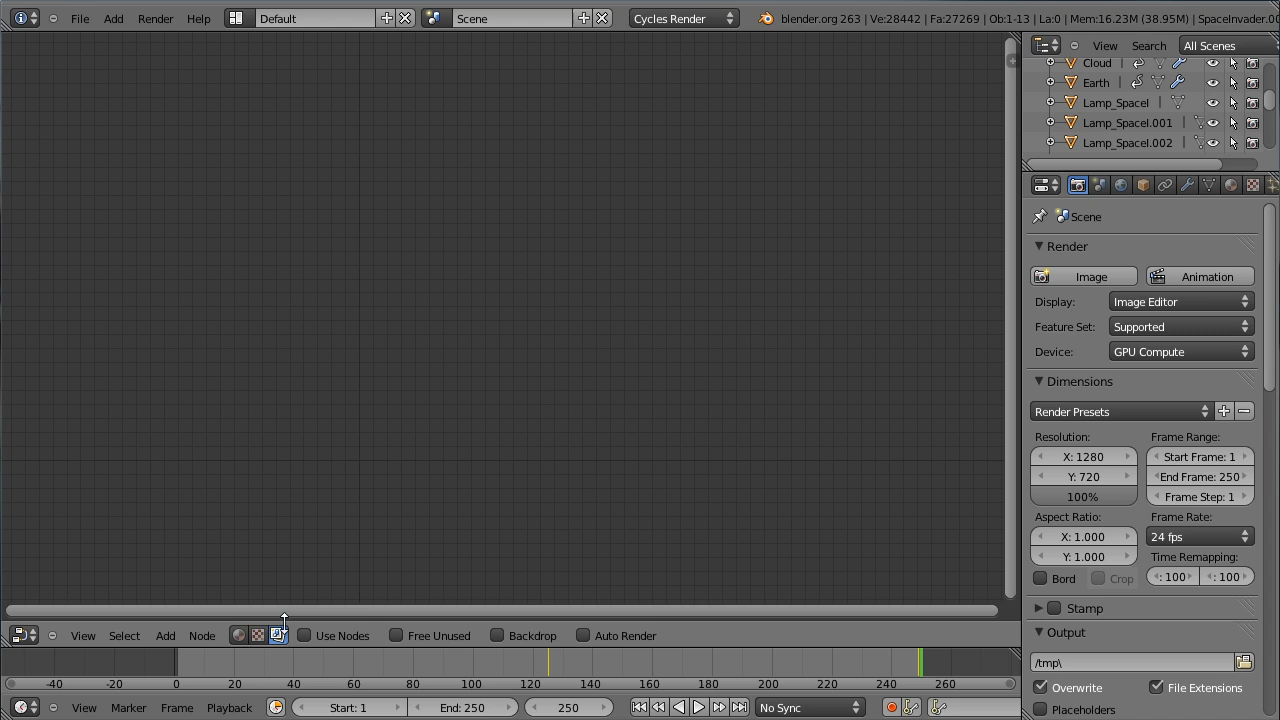 File Add Render Help Default Scene Cycles Render blender.org 263 | Ve:28442 | Fa:27269 | Ob:1-13 | La:0 | Mem:16.23M (38.95M) | SpaceInvader.00
View Search All Scenes
Cloud
Earth
Lamp_SpaceI
Lamp_SpaceI.001
Lamp_SpaceI.002
Scene
Render
Image Animation
Display: Image Editor
Feature Set: Supported
Device: GPU Compute
Dimensions
Render Presets
Resolution: Frame Range:
X: 1280 Start Frame: 1
Y: 720 End Frame: 250
100% Frame Step: 1
Aspect Ratio: Frame Rate:
X: 1.000 24 fps
Y: 1.000 Time Remapping:
Bord Crop : 100 : 100
Stamp
Output
/tmp\
Overwrite File Extensions
Placeholders
View Select Add Node Use Nodes Free Unused Backdrop Auto Render
-40 -20 0 20 40 60 80 100 120 140 160 180 200 220 240 260
View Marker Frame Playback Start: 1 End: 250 250 No Sync